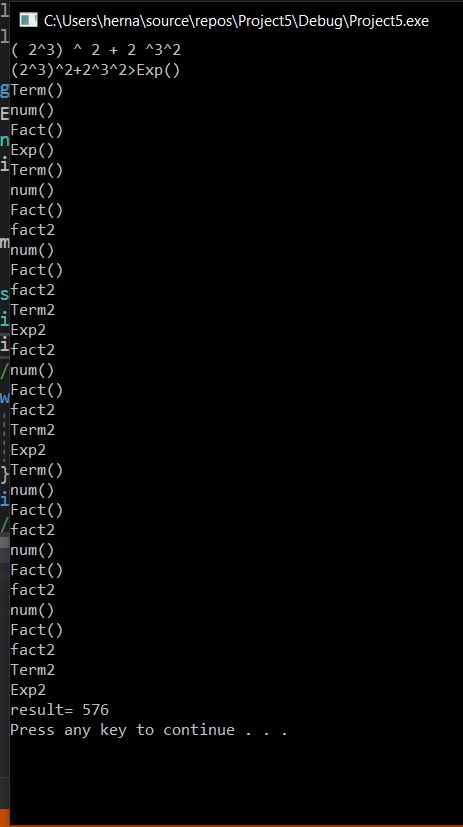 C:\Users\herna\source\repos\Project5\Debug\Project5.exe
( 2^3) ^ 2 + 2 ^3^2
(2^3)^2+2^3^2>Exp()
Term()
num()
Fact()
Exp()
Term()
num()
Fact()
fact2
num()
Fact()
fact2
Term2
Exp2
fact2
num()
Fact()
fact2
Term2
Exp2
Term()
num()
Fact()
fact2
num()
Fact()
fact2
num()
Fact()
fact2
Term2
Exp2
result= 576
Press any key to continue . . .